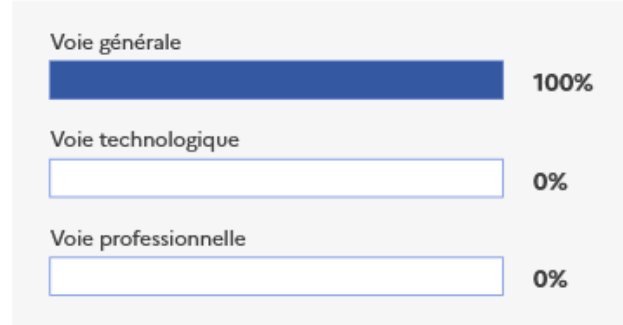 Voie générale
100%
Voie technologique
0%
Voie professionnelle
0%